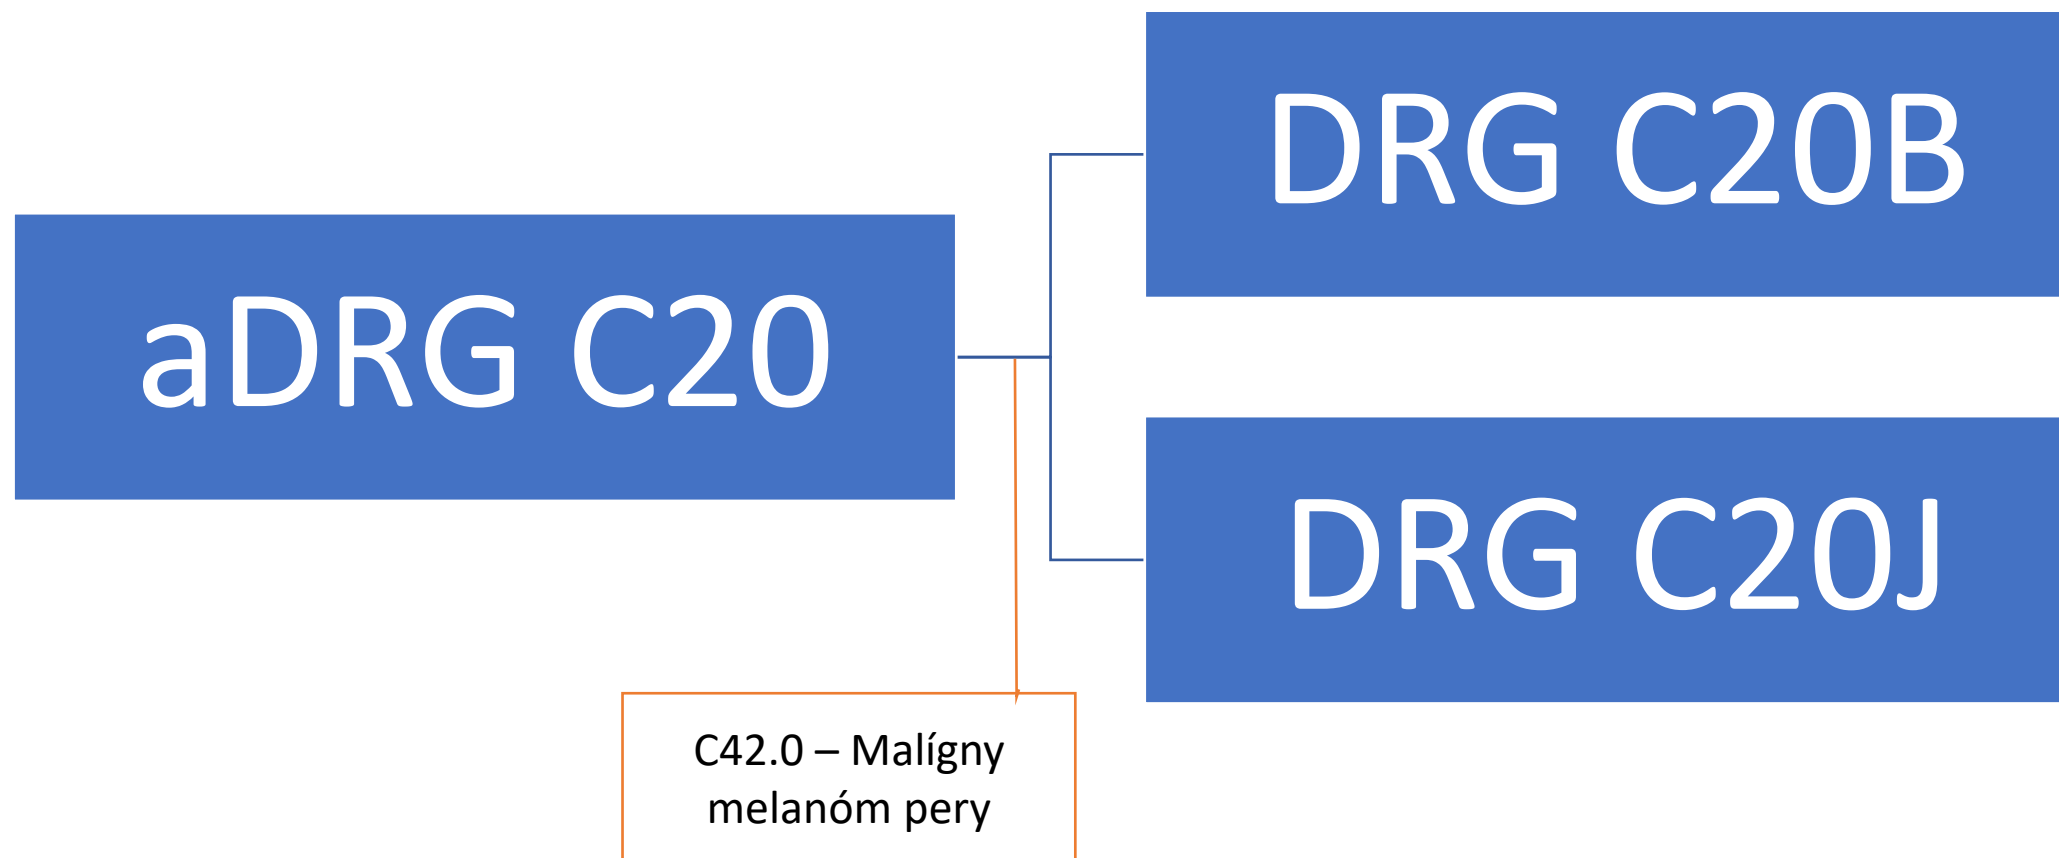 aDRG C20
DRG C20B
DRG C20J
C42.0 – Malígny
melanóm pery